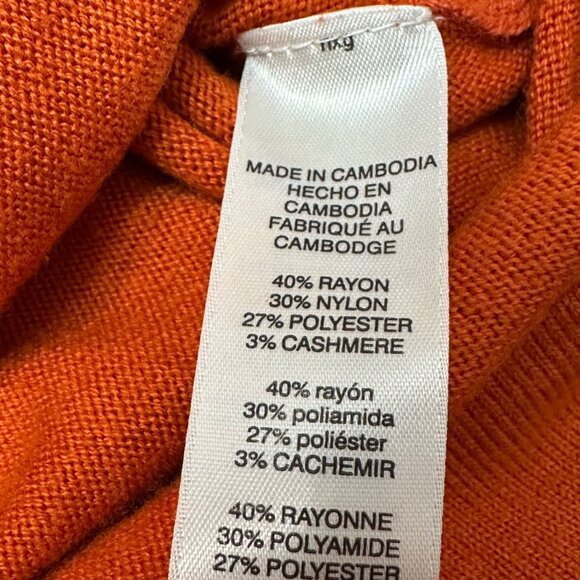 MADE IN CAMBODIA
HECHO EN
CAMBODIA
FABRIQUÉ AU
CAMBODGE
40% RAYON
30% NYLON
27% POLYESTER
3% CASHMERE
40% rayón
30% poliamida
27% poliéster
3% CACHEMIR
40% RAYONNE
30% POLYAMIDE
27% POLYESTER